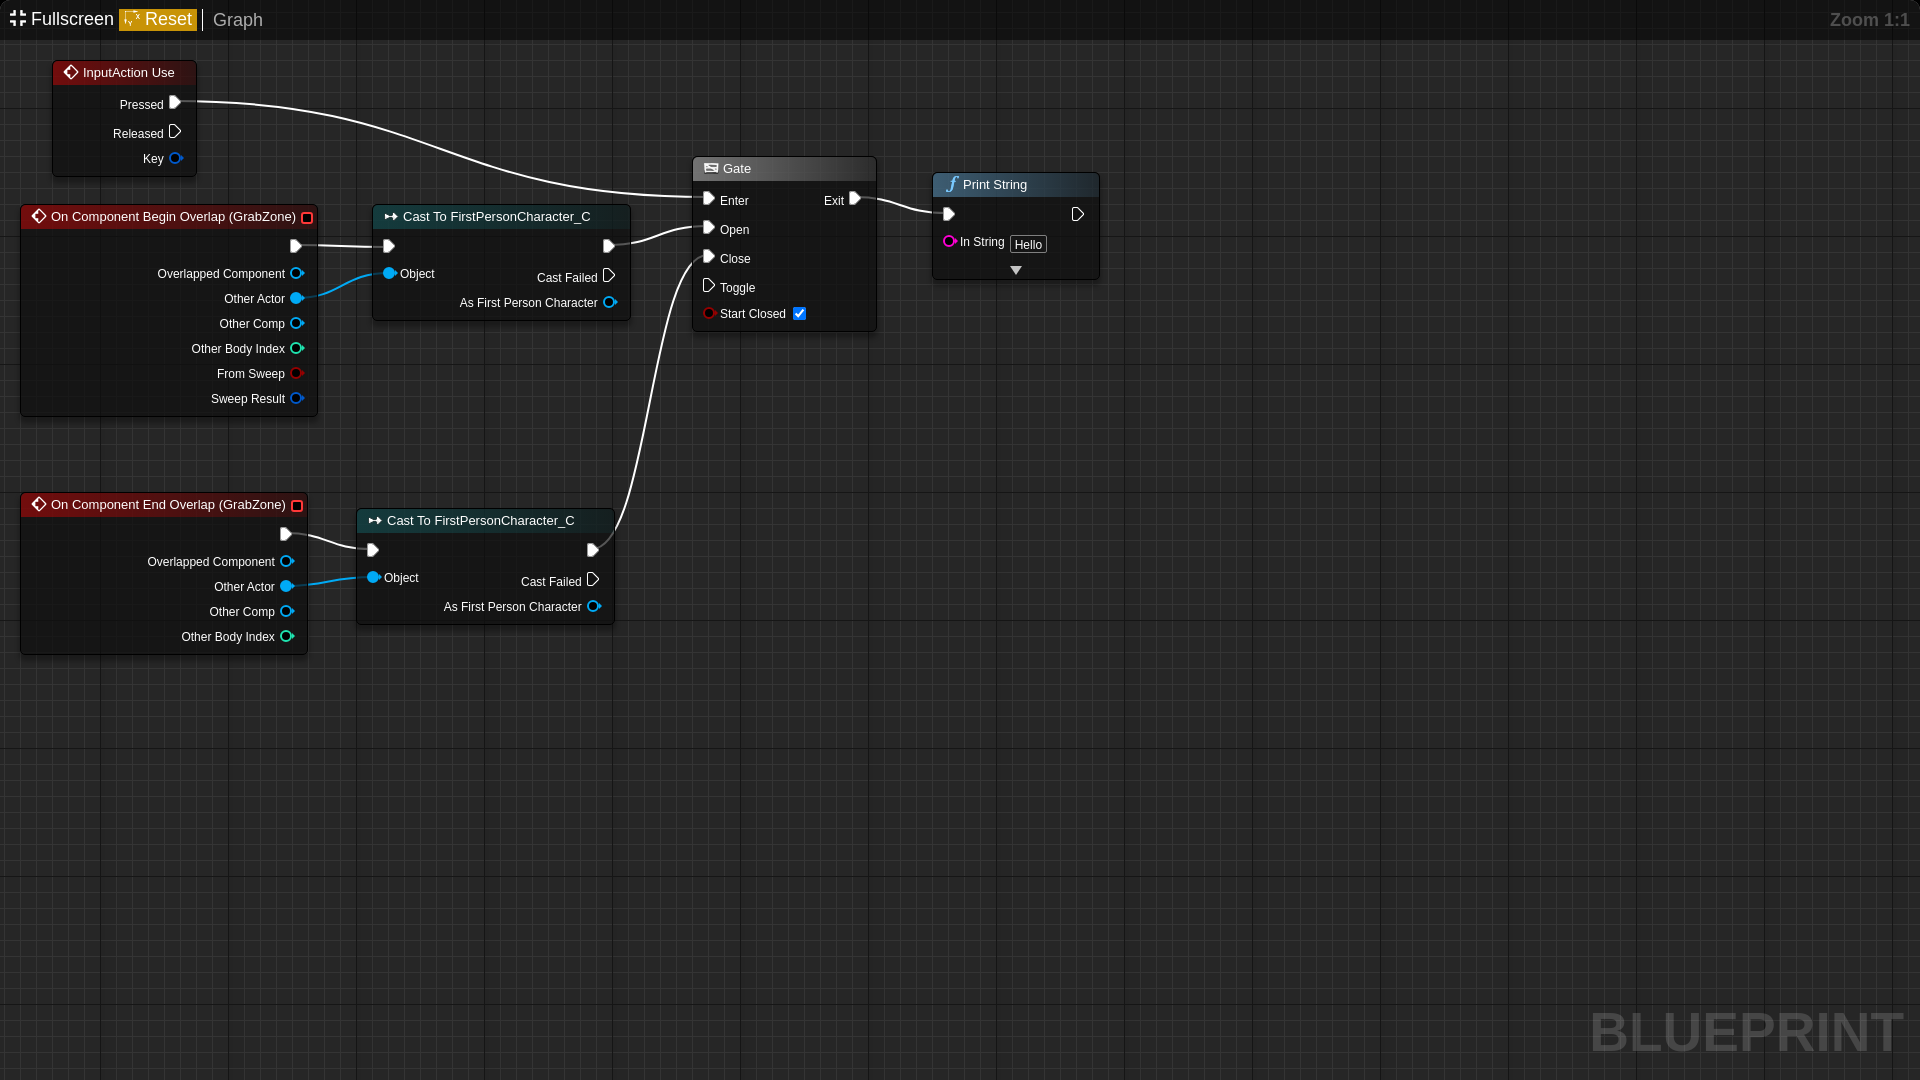 Fullscreen Reset Graph Zoom 1:1
InputAction Use
Pressed
Released
Key
On Component Begin Overlap (GrabZone)
Overlapped Component
Other Actor
Other Comp
Other Body Index
From Sweep
Sweep Result
Cast To FirstPersonCharacter_C
Object
Cast Failed
As First Person Character
Gate
Enter Exit
Open
Close
Toggle
Start Closed
Print String
In String Hello
On Component End Overlap (GrabZone)
Overlapped Component
Other Actor
Other Comp
Other Body Index
Cast To FirstPersonCharacter_C
Object
Cast Failed
As First Person Character
BLUEPRINT